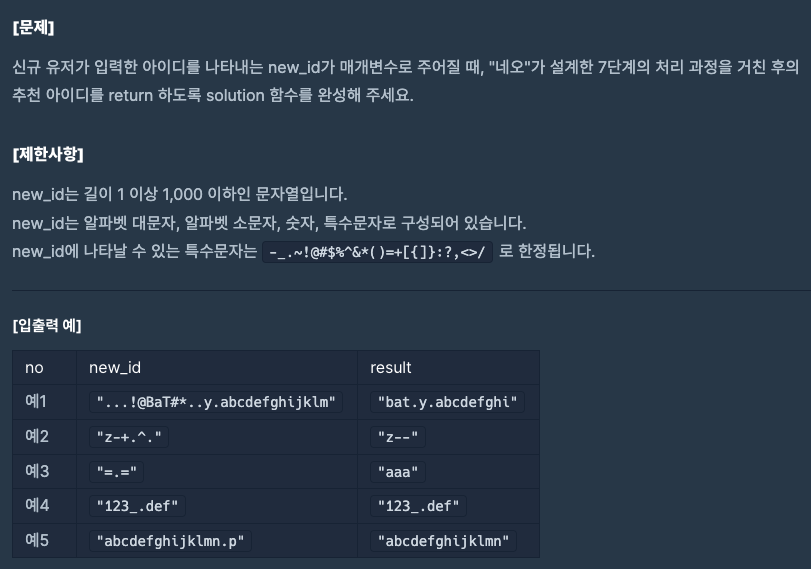 [문제]
신규 유저가 입력한 아이디를 나타내는 new_id가 매개변수로 주어질 때, "네오"가 설계한 7단계의 처리 과정을 거친 후의
추천 아이디를 return 하도록 solution 함수를 완성해 주세요.
[제한사항]
new_id는 길이 1 이상 1,000 이하인 문자열입니다.
new_id는 알파벳 대문자, 알파벳 소문자, 숫자, 특수문자로 구성되어 있습니다.
new_id에 나타날 수 있는 특수문자는 -_.~!@#$%^&*()=+[{]}:?,<>/ 로 한정됩니다.
[입출력 예]
no new_id result
예1 "...!@BaT#*..y.abcdefghijklm" "bat.y.abcdefghi"
예2 "z-+.^." "z--"
예3 "=.=" "aaa"
예4 "123_.def" "123_.def"
예5 "abcdefghijklmn.p" "abcdefghijklmn"